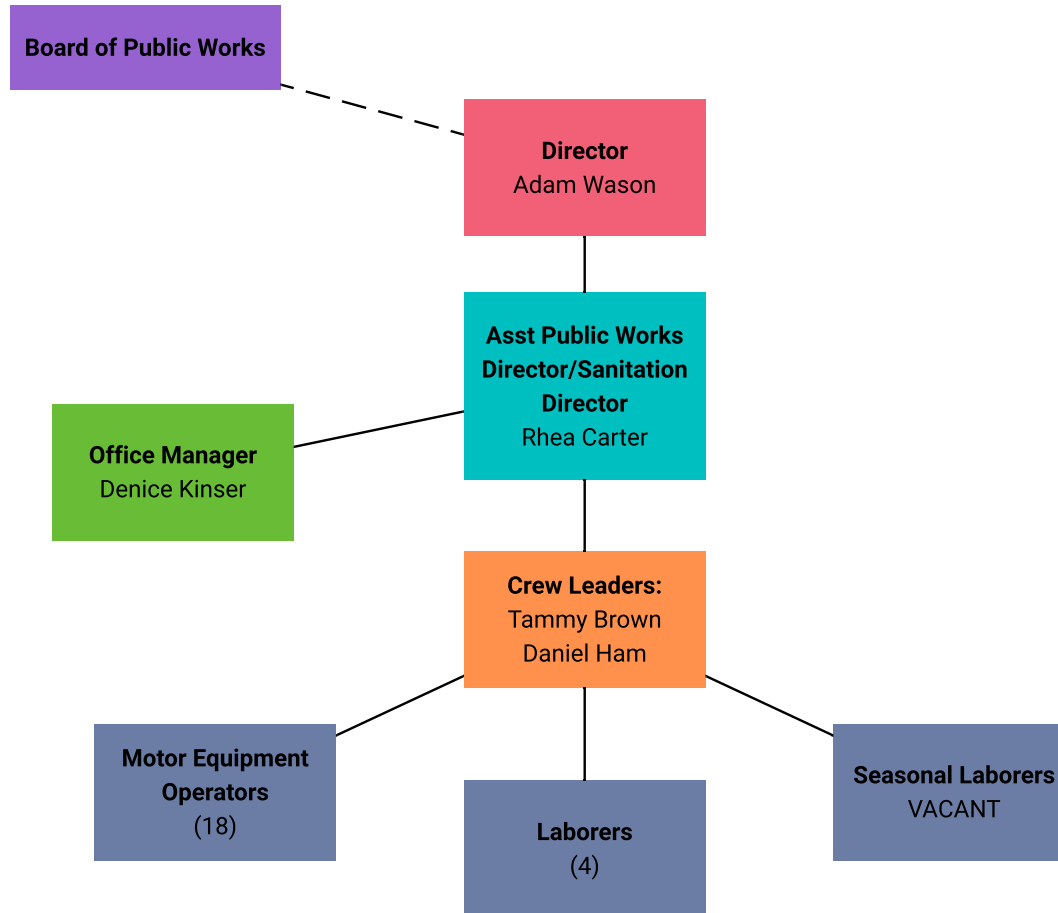 Board of Public Works
Director
Adam Wason
Asst Public Works
Director/Sanitation
Director
Rhea Carter
Office Manager
Denice Kinser
Crew Leaders:
Tammy Brown
Daniel Ham
Motor Equipment
Operators
(18)
Laborers
(4)
Seasonal Laborers
VACANT